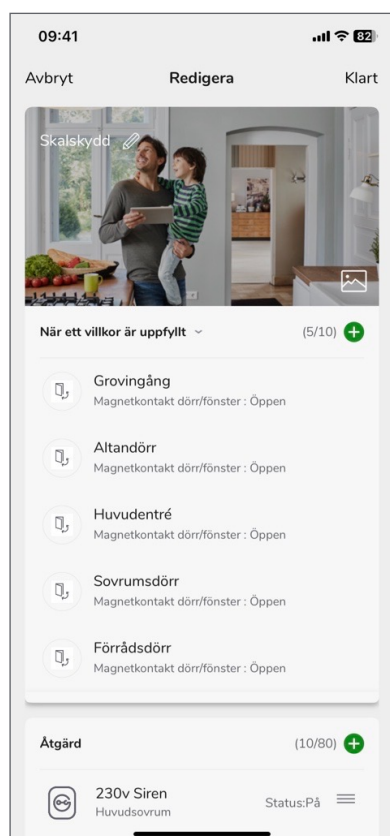 09:41
82
Avbryt Redigera Klart
Skalskydd
När ett villkor är uppfyllt (5/10)
Grovingång
Magnetkontakt dörr/fönster : Öppen
Altandörr
Magnetkontakt dörr/fönster : Öppen
Huvudentré
Magnetkontakt dörr/fönster : Öppen
Sovrumsdörr
Magnetkontakt dörr/fönster : Öppen
Förrådsdörr
Magnetkontakt dörr/fönster : Öppen
Åtgärd (10/80)
230v Siren
Huvudsovrum
Status:På